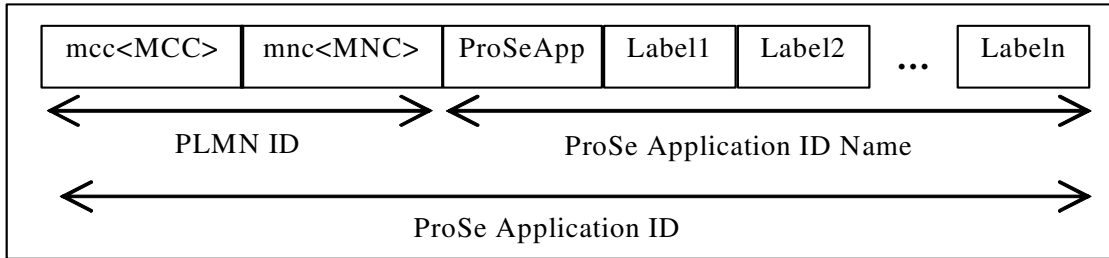 mcc<MCC> mnc<MNC> ProSeApp Label1 Label2 ... Labeln
PLMN ID ProSe Application ID Name
ProSe Application ID